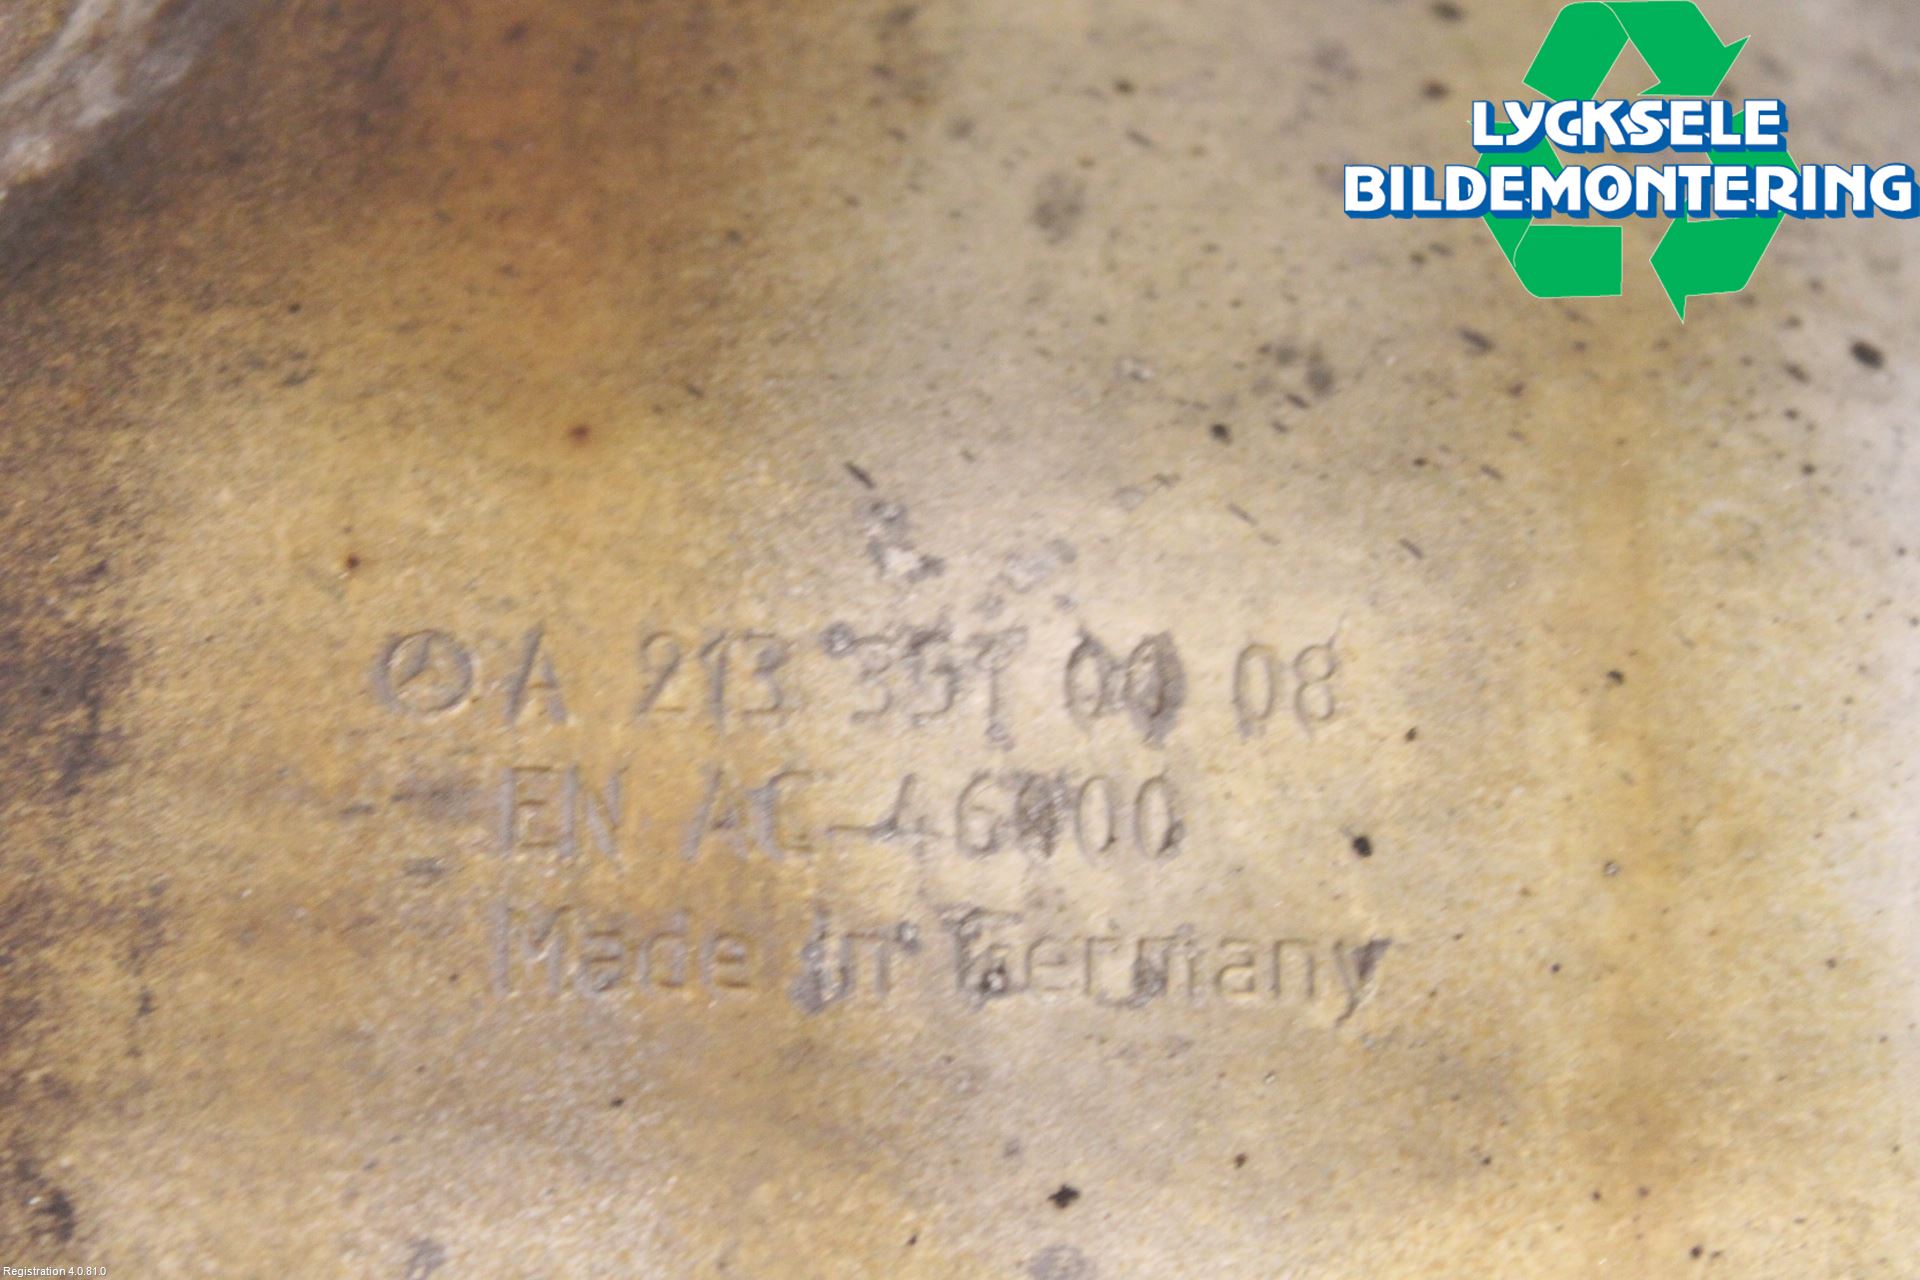 LYCKSELE
BILDEMONTERING
A 213 351 00 08
EN AC-46000
Made in Germany
Registration 4.0.81.0